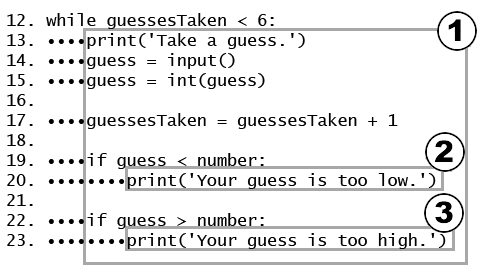 12. while guessesTaken < 6:
13. ••••print('Take a guess.')
14. ••••guess = input()
15. ••••guess = int(guess)
16.
17. ••••guessesTaken = guessesTaken + 1
18.
19. ••••if guess < number:
20. ••••••••print('Your guess is too low.')
21.
22. ••••if guess > number:
23. ••••••••print('Your guess is too high.')
1
2
3